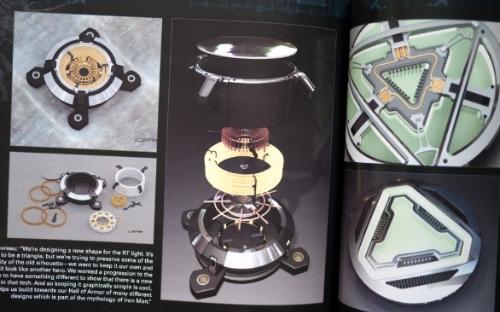 vreau: "We're designing a new shape for the RT light. It's
to be a triangle, but we're trying to preserve some of the
ity of the old silhouette—we want to keep it our own and
it look like another hero. We wanted a progression to the
to have something different to show that there is a new
in that tech. And so keeping it graphically simple is cool,
lps us build towards our Hall of Armor of many different
designs which is part of the mythology of Iron Man."